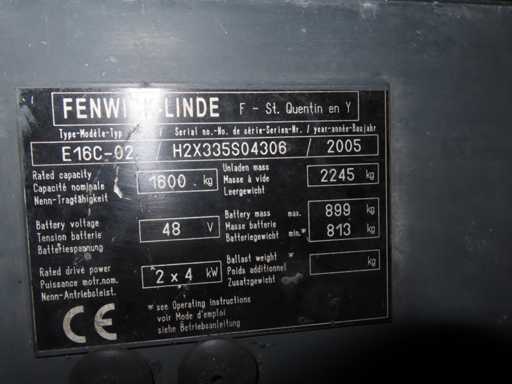 FENWICK-LINDE F - St. Quentin en Y
Type-Modèle-Typ / Serial no.-No. de série-Serien-Nr. / year-année-Baujahr
E16C-02 / H2X335S04306 / 2005
Rated capacity
Capacité nominale
Nenn-Tragfähigkeit
1600 kg
Unladen mass
Masse à vide
Leergewicht
2245 kg
Battery voltage
Tension batterie
Batteriespannung
48 V
Battery mass max.
Masse batterie
Batteriegewicht min.*
899 kg
813 kg
Rated drive power
Puissance motr.nom.
Nenn-Antriebsleist.
2 x 4 kW
Ballast weight *
Poids additionnel
Zusatzgewicht
kg
* see Operating instructions
voir Mode d'emploi
siehe Betriebsanleitung
CE